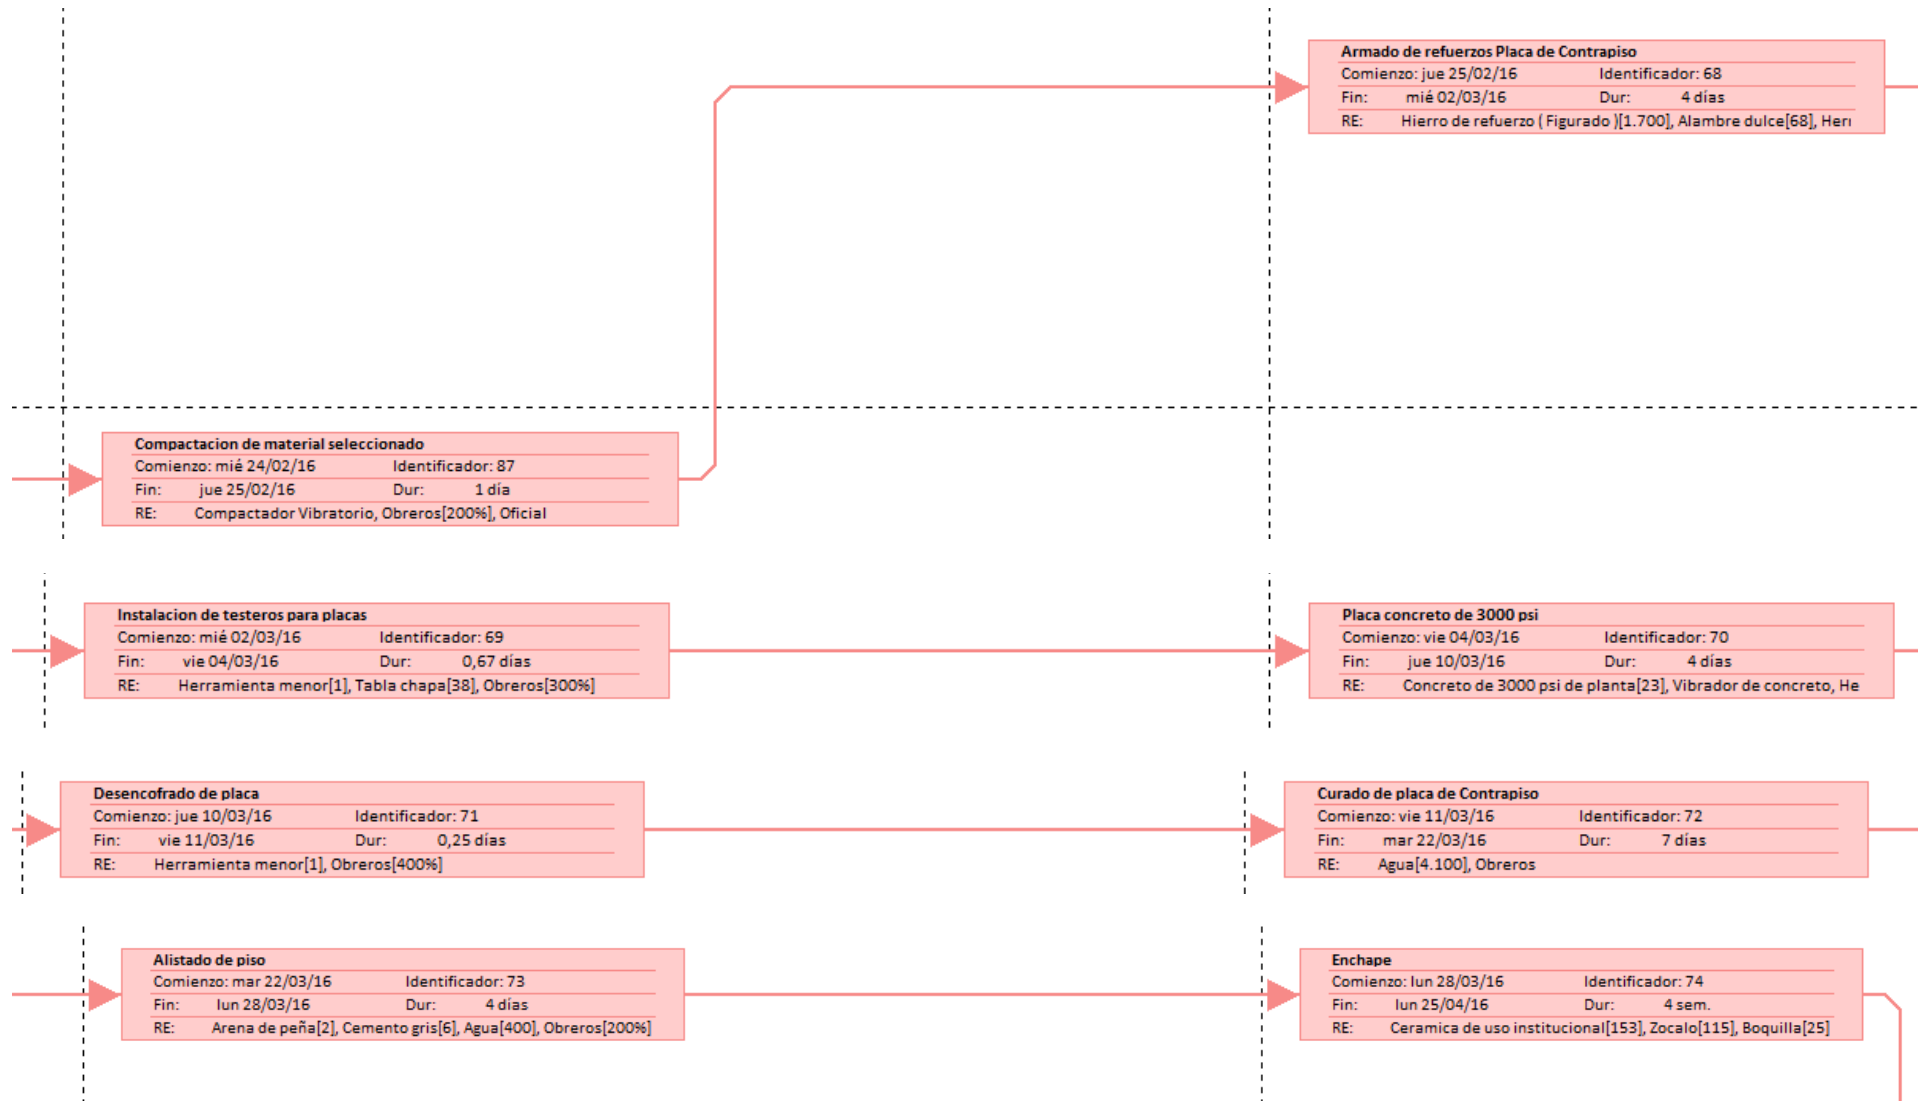 Armado de refuerzos Placa de Contrapiso
Comienzo: jue 25/02/16 Identificador: 68
Fin: mié 02/03/16 Dur: 4 días
RE: Hierro de refuerzo ( Figurado )[1.700], Alambre dulce[68],
Compactacion de material seleccionado
Comienzo: mié 24/02/16 Identificador: 87
Fin: jue 25/02/16 Dur: 1 día
RE: Compactador Vibratorio, Obreros[200%], Oficial
Instalacion de testeros para placas
Comienzo: mié 02/03/16 Identificador: 69
Fin: vie 04/03/16 Dur: 0,67 días
RE: Herramienta menor[1], Tabla chapa[38], Obreros[300%]
Placa concreto de 3000 psi
Comienzo: vie 04/03/16 Identificador: 70
Fin: jue 10/03/16 Dur: 4 días
RE: Concreto de 3000 psi de planta[23], Vibrador de concreto, He
Desencofrado de placa
Comienzo: jue 10/03/16 Identificador: 71
Fin: vie 11/03/16 Dur: 0,25 días
RE: Herramienta menor[1], Obreros[400%]
Curado de placa de Contrapiso
Comienzo: vie 11/03/16 Identificador: 72
Fin: mar 22/03/16 Dur: 7 días
RE: Agua[4.100], Obreros
Alistado de piso
Comienzo: mar 22/03/16 Identificador: 73
Fin: lun 28/03/16 Dur: 4 días
RE: Arena de peña[2], Cemento gris[6], Agua[400], Obreros[200%]
Enchape
Comienzo: lun 28/03/16 Identificador: 74
Fin: lun 25/04/16 Dur: 4 sem.
RE: Ceramica de uso institucional[153], Zocalo[115], Boquilla[25]